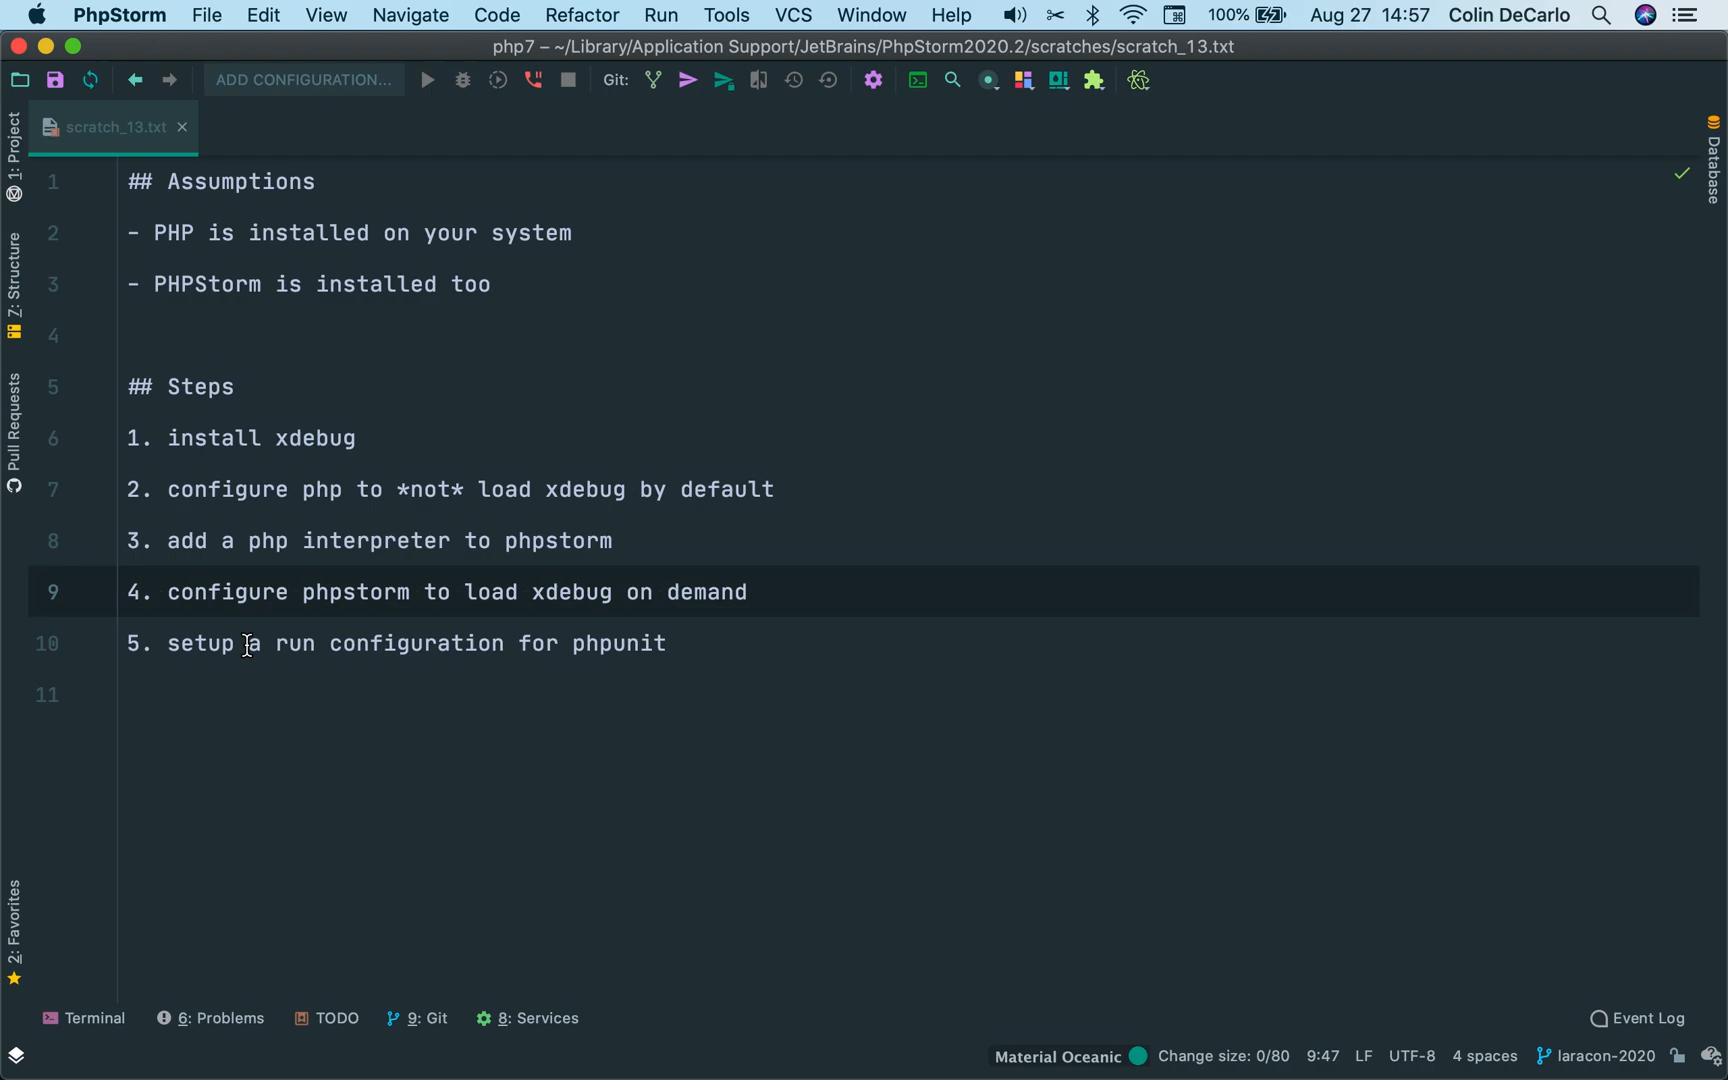 PhpStorm File Edit View Navigate Code Refactor Run Tools VCS Window Help 100% Aug 27 14:57 Colin DeCarlo
php7 – ~/Library/Application Support/JetBrains/PhpStorm2020.2/scratches/scratch_13.txt
ADD CONFIGURATION... Git:
scratch_13.txt
1: Project
7: Structure
Pull Requests
2: Favorites
Database
1 ## Assumptions
2 - PHP is installed on your system
3 - PHPStorm is installed too
4
5 ## Steps
6 1. install xdebug
7 2. configure php to *not* load xdebug by default
8 3. add a php interpreter to phpstorm
9 4. configure phpstorm to load xdebug on demand
10 5. setup a run configuration for phpunit
11
Terminal 6: Problems TODO 9: Git 8: Services Event Log
Material Oceanic Change size: 0/80 9:47 LF UTF-8 4 spaces laracon-2020